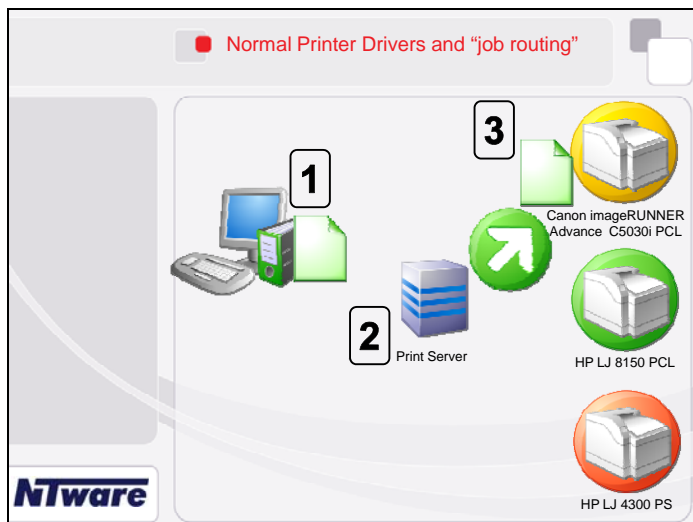 Normal Printer Drivers and “job routing”
3
1
Canon imageRUNNER
Advance C5030i PCL
2
Print Server
HP LJ 8150 PCL
HP LJ 4300 PS
NTware